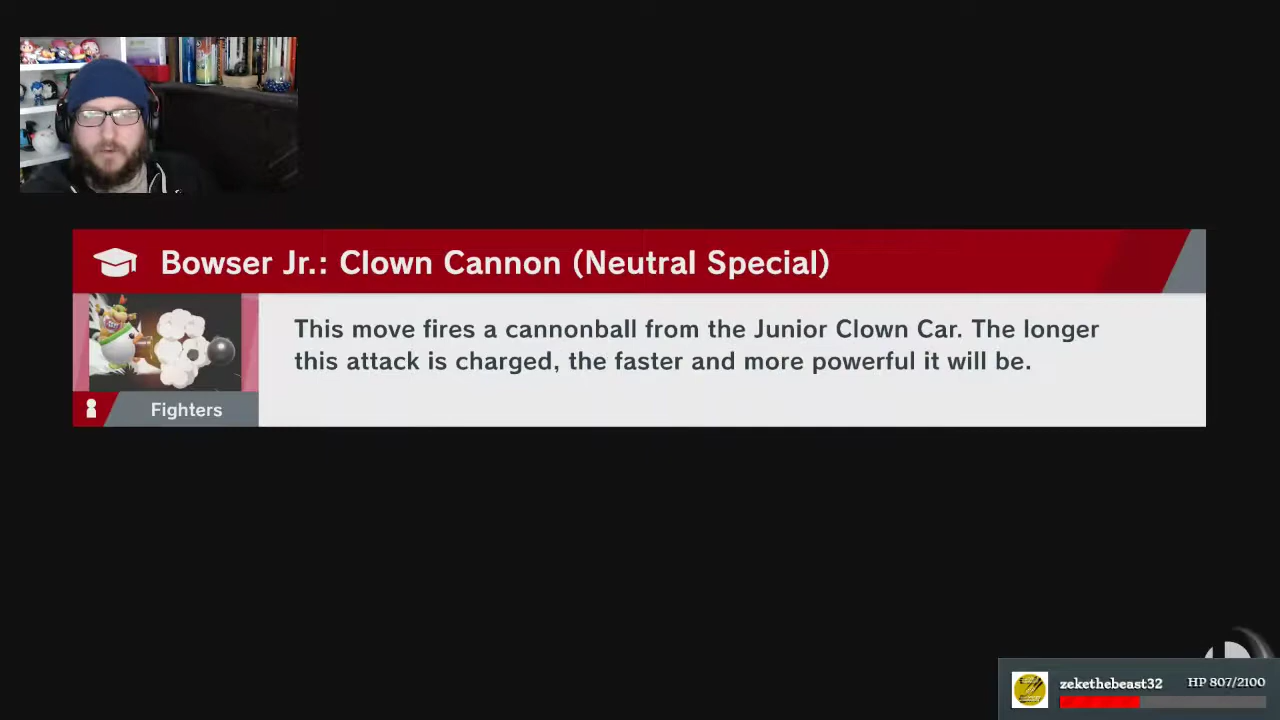 Bowser Jr.: Clown Cannon (Neutral Special)
This move fires a cannonball from the Junior Clown Car. The longer
this attack is charged, the faster and more powerful it will be.
Fighters
zekethebeast32 HP 807/2100